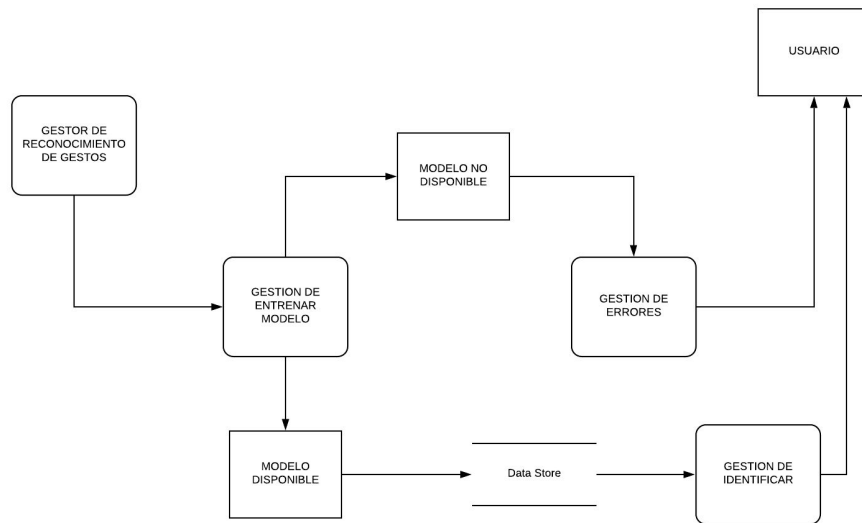 USUARIO
GESTOR DE
RECONOCIMIENTO
DE GESTOS
MODELO NO
DISPONIBLE
GESTION DE
ENTRENAR
MODELO
GESTION DE
ERRORES
MODELO
DISPONIBLE
Data Store
GESTION DE
IDENTIFICAR